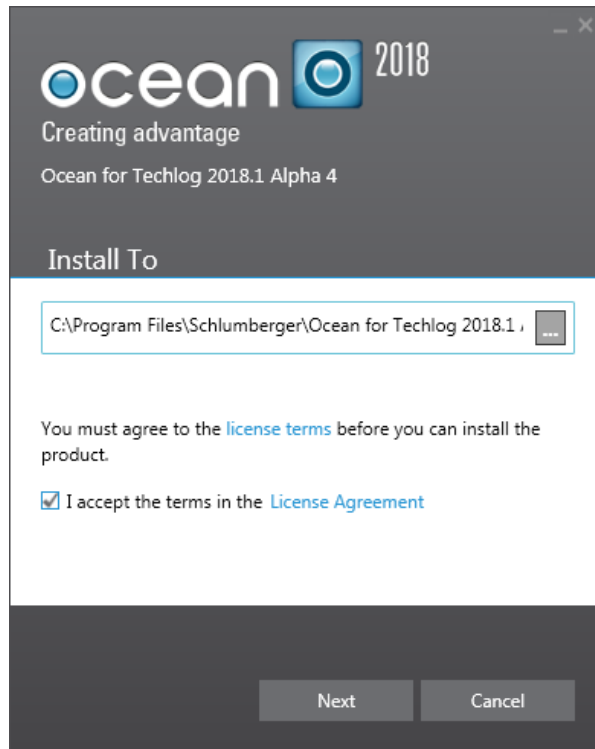 ocean 2018
Creating advantage
Ocean for Techlog 2018.1 Alpha 4
Install To
C:\Program Files\Schlumberger\Ocean for Techlog 2018.1 ...
You must agree to the license terms before you can install the
product.
I accept the terms in the License Agreement
Next Cancel